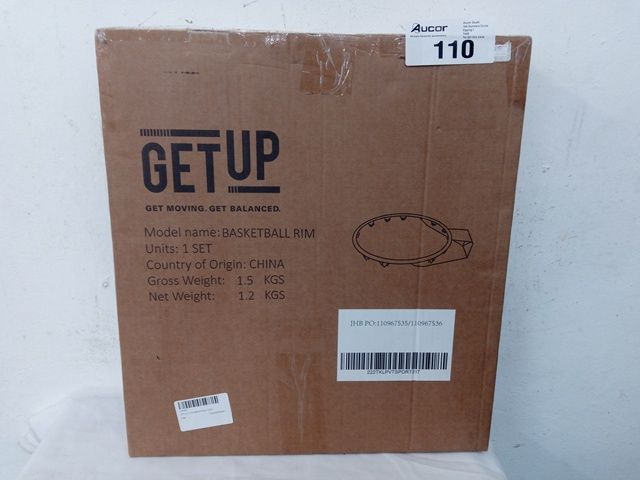 Aucor
110
GETUP
GET MOVING. GET BALANCED.
Model name: BASKETBALL RIM
Units: 1 SET
Country of Origin: CHINA
Gross Weight: 1.5 KGS
Net Weight: 1.2 KGS
JHB PO:110967535/110967536
222TKLPVTSPORT31T